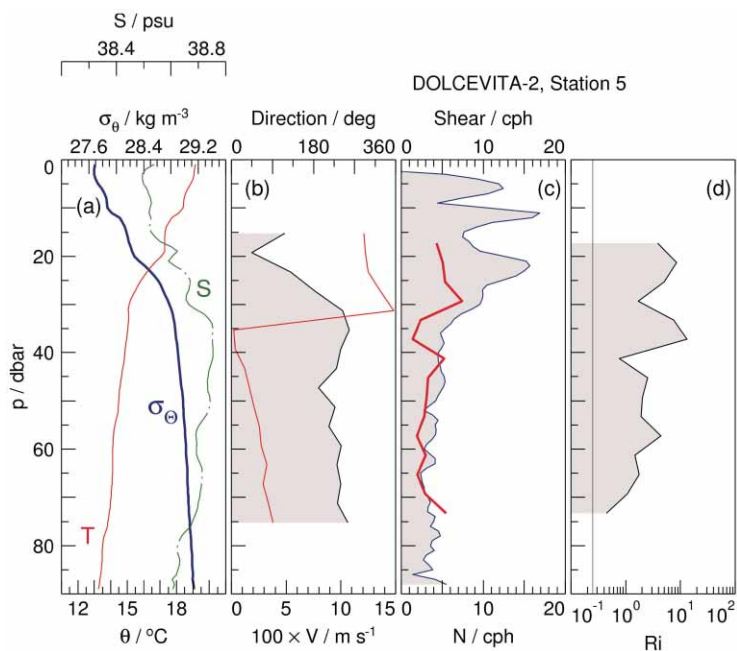 S / psu
38.4 38.8
DOLCEVITA-2, Station 5
σθ / kg m-3 Direction / deg Shear / cph
27.6 28.4 29.2 0 180 360 0 10
(a) (b) (c) (d)
0
20
40
60
80
p / dbar
S
σΘ
T
12 15 18 0 5 10 15 0 10 10-1 100 101 102
θ / °C 100 × V / m s-1 N / cph Ri